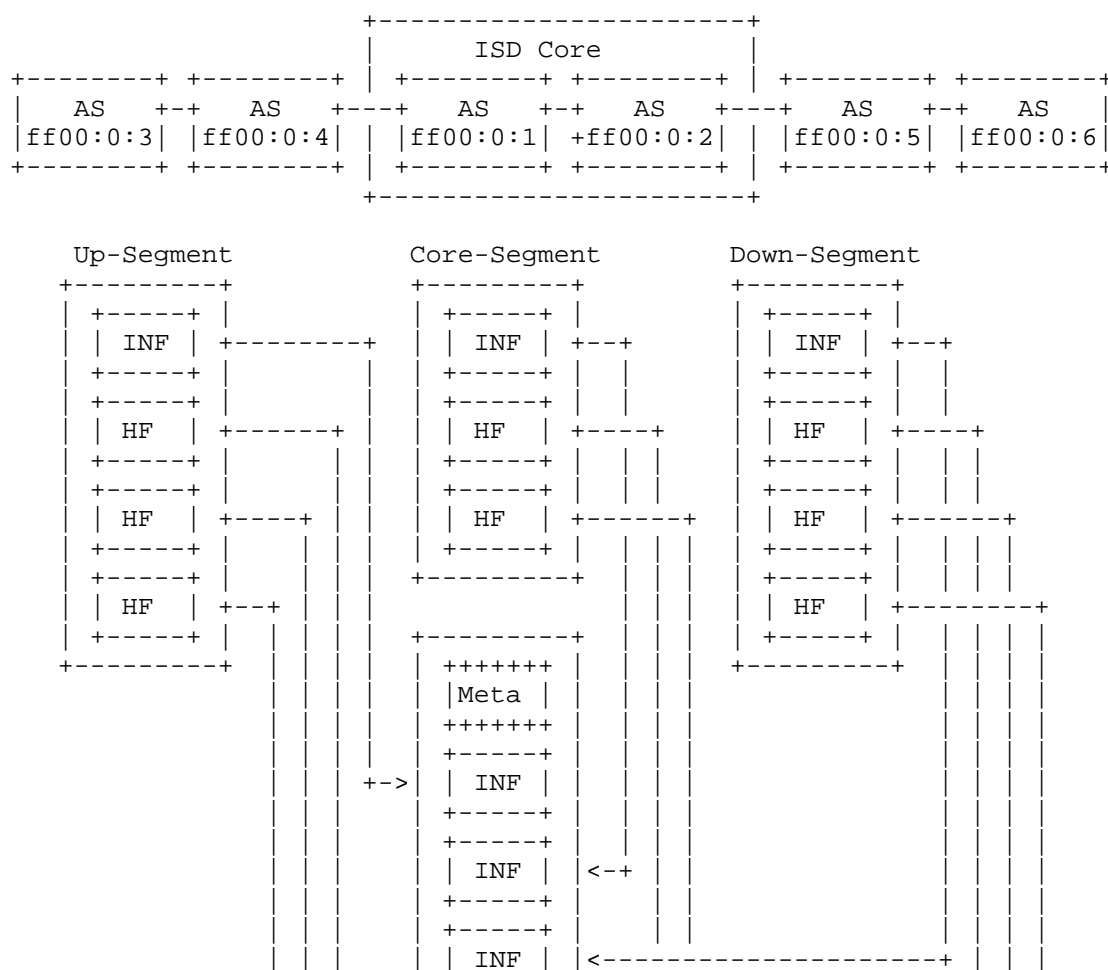 ISD Core
AS AS AS AS AS AS
ff00:0:3 ff00:0:4 ff00:0:1 ff00:0:2 ff00:0:5 ff00:0:6
Up-Segment Core-Segment Down-Segment
INF INF INF
HF HF HF
HF HF HF
HF HF
Meta
INF
INF
INF